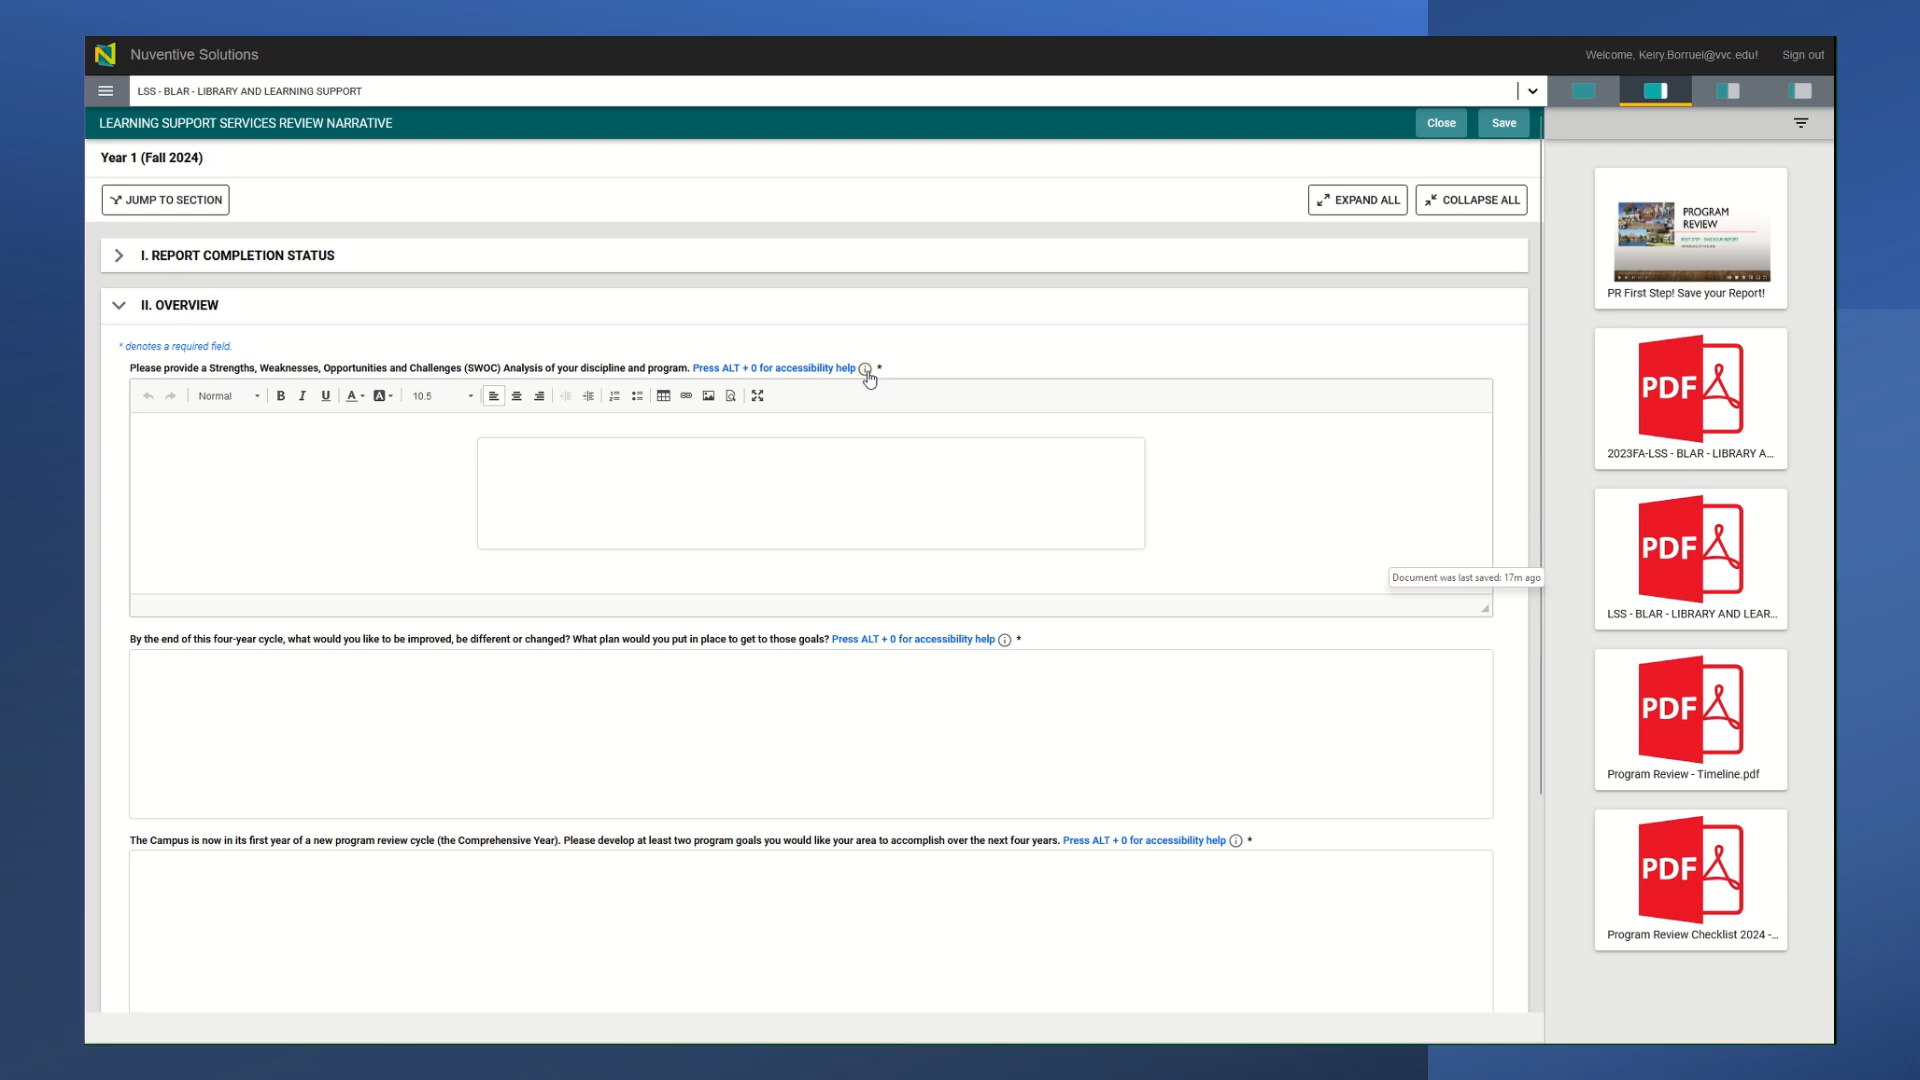 Nuventive Solutions
Welcome, Keiry.Borruel@vvc.edu! Sign out
LSS - BLAR - LIBRARY AND LEARNING SUPPORT
LEARNING SUPPORT SERVICES REVIEW NARRATIVE
Close Save
Year 1 (Fall 2024)
JUMP TO SECTION
EXPAND ALL COLLAPSE ALL
I. REPORT COMPLETION STATUS
II. OVERVIEW
* denotes a required field.
Please provide a Strengths, Weaknesses, Opportunities and Challenges (SWOC) Analysis of your discipline and program. Press ALT + 0 for accessibility help *
Normal B I U A A 10.5
Document was last saved: 17m ago
By the end of this four-year cycle, what would you like to be improved, be different or changed? What plan would you put in place to get to those goals? Press ALT + 0 for accessibility help *
The Campus is now in its first year of a new program review cycle (the Comprehensive Year). Please develop at least two program goals you would like your area to accomplish over the next four years. Press ALT + 0 for accessibility help *
PROGRAM
REVIEW
PR First Step! Save your Report!
PDF
2023FA-LSS - BLAR - LIBRARY A...
PDF
LSS - BLAR - LIBRARY AND LEAR...
PDF
Program Review - Timeline.pdf
PDF
Program Review Checklist 2024 -...